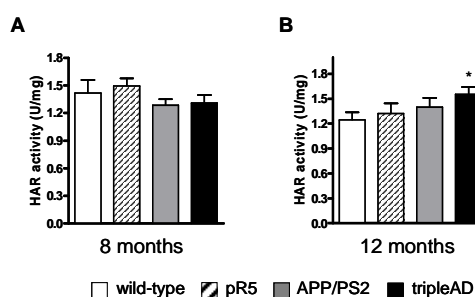 A
HAR activity (U/mg)
1.8
1.5
1.2
0.9
0.6
0.3
0.0
8 months
B
HAR activity (U/mg)
1.8
1.5
1.2
0.9
0.6
0.3
0.0
*
12 months
wild-type pR5 APP/PS2 tripleAD